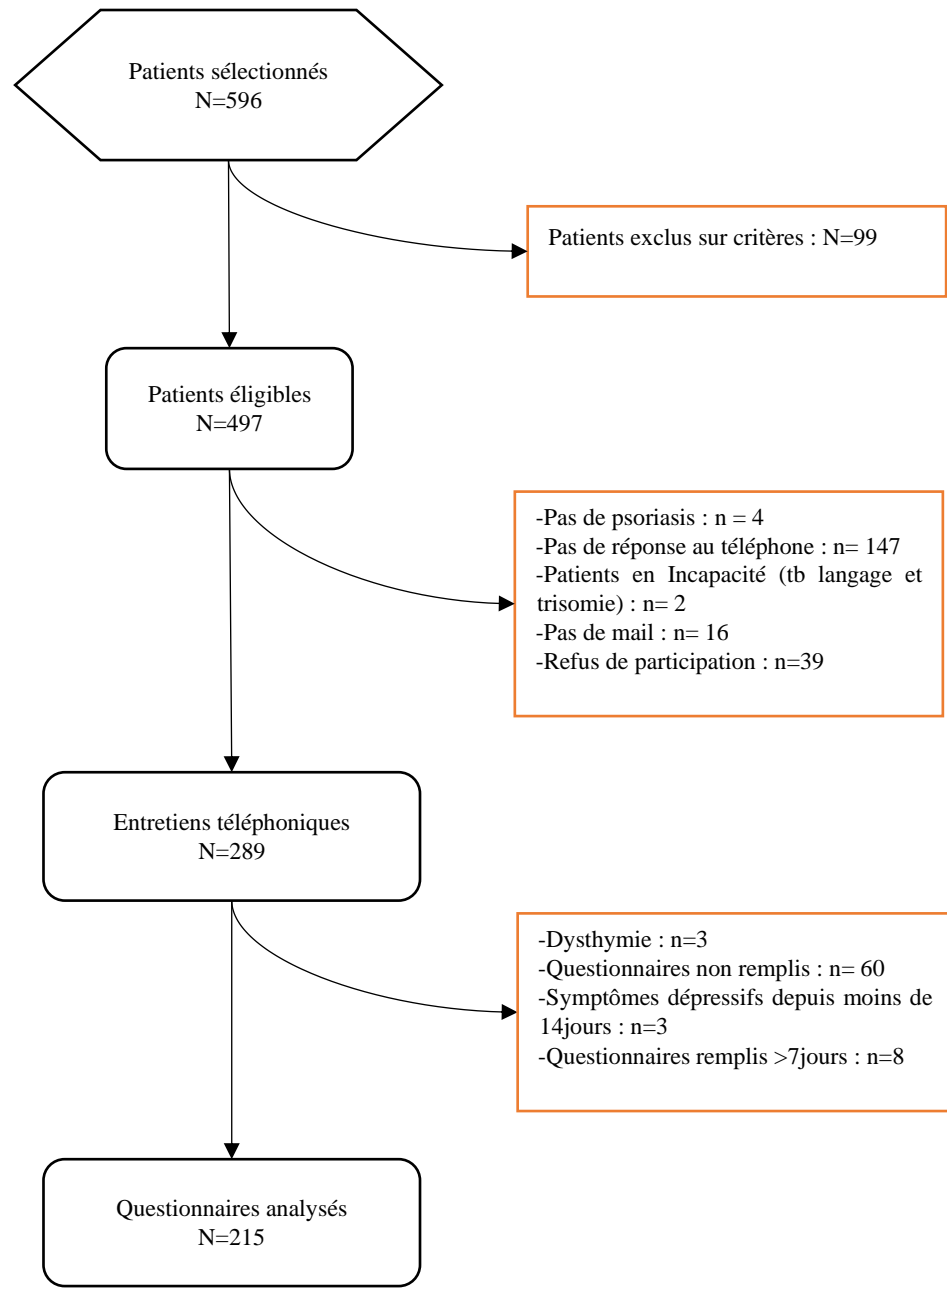 Patients sélectionnés
N=596
Patients exclus sur critères : N=99
Patients éligibles
N=497
-Pas de psoriasis : n = 4
-Pas de réponse au téléphone : n= 147
-Patients en Incapacité (tb langage et
trisomie) : n= 2
-Pas de mail : n= 16
-Refus de participation : n=39
Entretiens téléphoniques
N=289
-Dysthymie : n=3
-Questionnaires non remplis : n= 60
-Symptômes dépressifs depuis moins de
14jours : n=3
-Questionnaires remplis >7jours : n=8
Questionnaires analysés
N=215